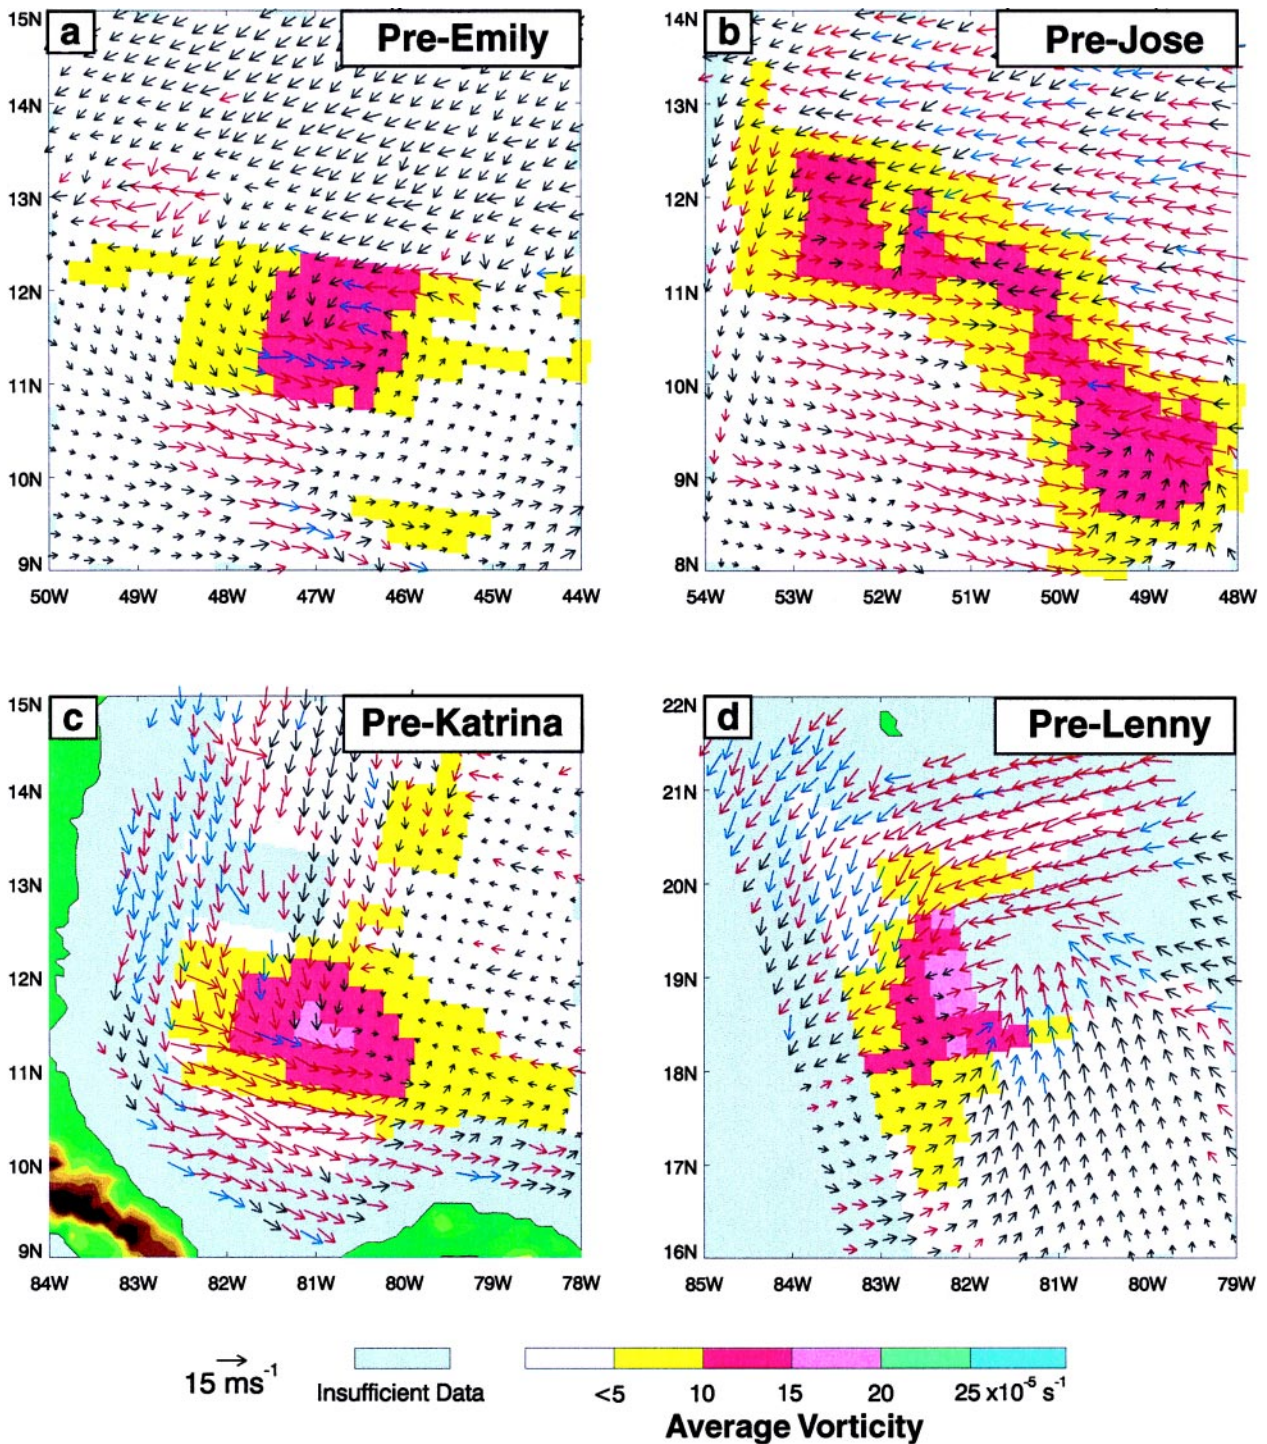 a
Pre-Emily
15N
14N
13N
12N
11N
10N
9N
50W 49W 48W 47W 46W 45W 44W
b
Pre-Jose
14N
13N
12N
11N
10N
9N
8N
54W 53W 52W 51W 50W 49W 48W
c
Pre-Katrina
15N
14N
13N
12N
11N
10N
9N
84W 83W 82W 81W 80W 79W 78W
d
Pre-Lenny
22N
21N
20N
19N
18N
17N
16N
85W 84W 83W 82W 81W 80W 79W
15 ms⁻¹
Insufficient Data
<5 10 15 20 25 x10⁻⁵ s⁻¹
Average Vorticity